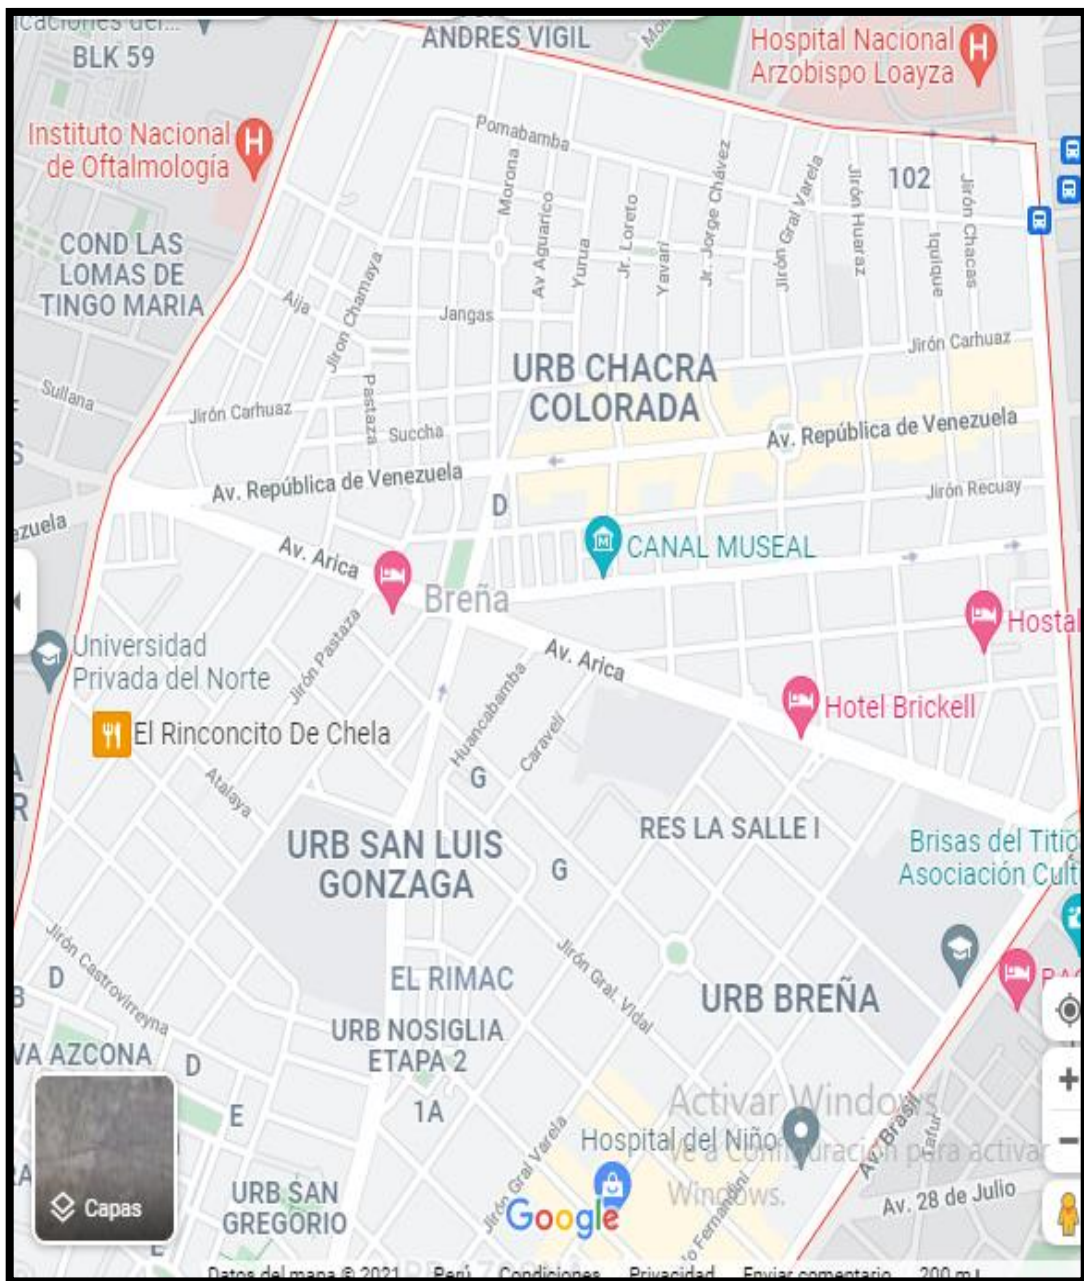 BLK 59
ANDRES VIGIL
Hospital Nacional
Arzobispo Loayza
Instituto Nacional
de Oftalmología
Pomabamba
Morona
Av Aguarico
Yurua
Jr. Loreto
Yavarí
Jr. Jorge Chávez
Jirón Gral Varela
Jirón Huaraz
102
Iquique
Jirón Chacas
COND LAS
LOMAS DE
TINGO MARIA
Aija
Jiron Chamaya
Jangas
Jirón Carhuaz
URB CHACRA
COLORADA
Sullana
Jirón Carhuaz
Pastaza
Succha
Av. República de Venezuela
Av. República de Venezuela
D
Jirón Recuay
ezuela
Av. Arica
CANAL MUSEAL
Breña
Hostal
Universidad
Privada del Norte
Jirón Pastaza
Av. Arica
Huancabamba
Caraveli
Hotel Brickell
El Rinconcito De Chela
Atalaya
G
RES LA SALLE I
URB SAN LUIS
GONZAGA
G
Brisas del Titic
Asociación Cult
Jirón Castrovirreyna
D
EL RIMAC
Jirón Gral. Vidal
URB BREÑA
URB NOSIGLIA
ETAPA 2
VA AZCONA
D
E
1A
Activar Windows
Hospital del Niño
Ve a Configuración para activar
Windows.
Av. Brasil
Tafur
Capas
URB SAN
GREGORIO
Jirón Gral Varela
Google
Av. 28 de Julio
Datos del mapa © 2021 Perú Condiciones Privacidad Enviar comentario 200 m